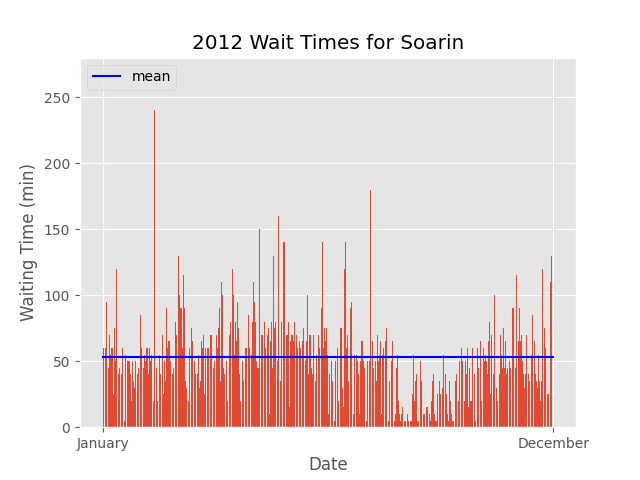 2012 Wait Times for Soarin
mean
250
200
150
100
50
0
Waiting Time (min)
January
December
Date